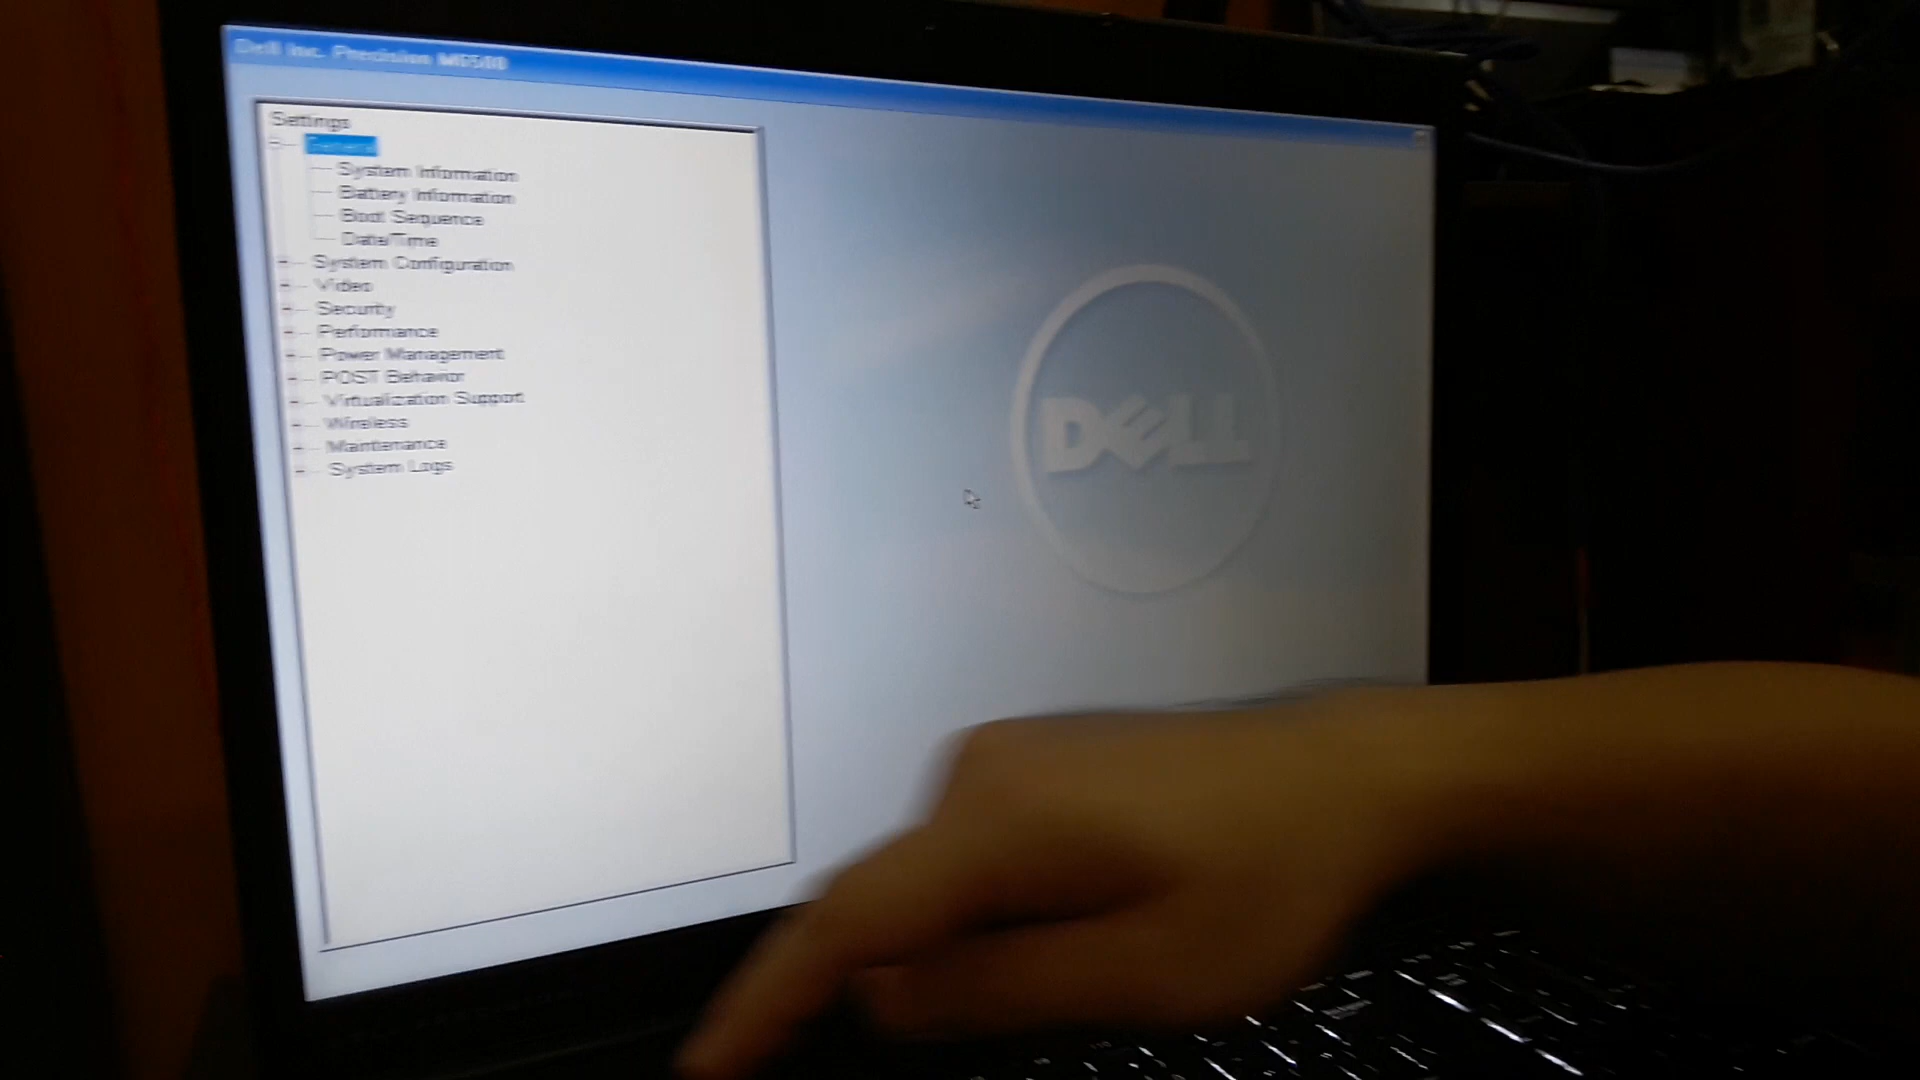 Dell Inc. Precision M6500
Settings
General
System Information
Battery Information
Boot Sequence
Date/Time
System Configuration
Video
Security
Performance
Power Management
POST Behavior
Virtualization Support
Wireless
Maintenance
System Logs
DELL